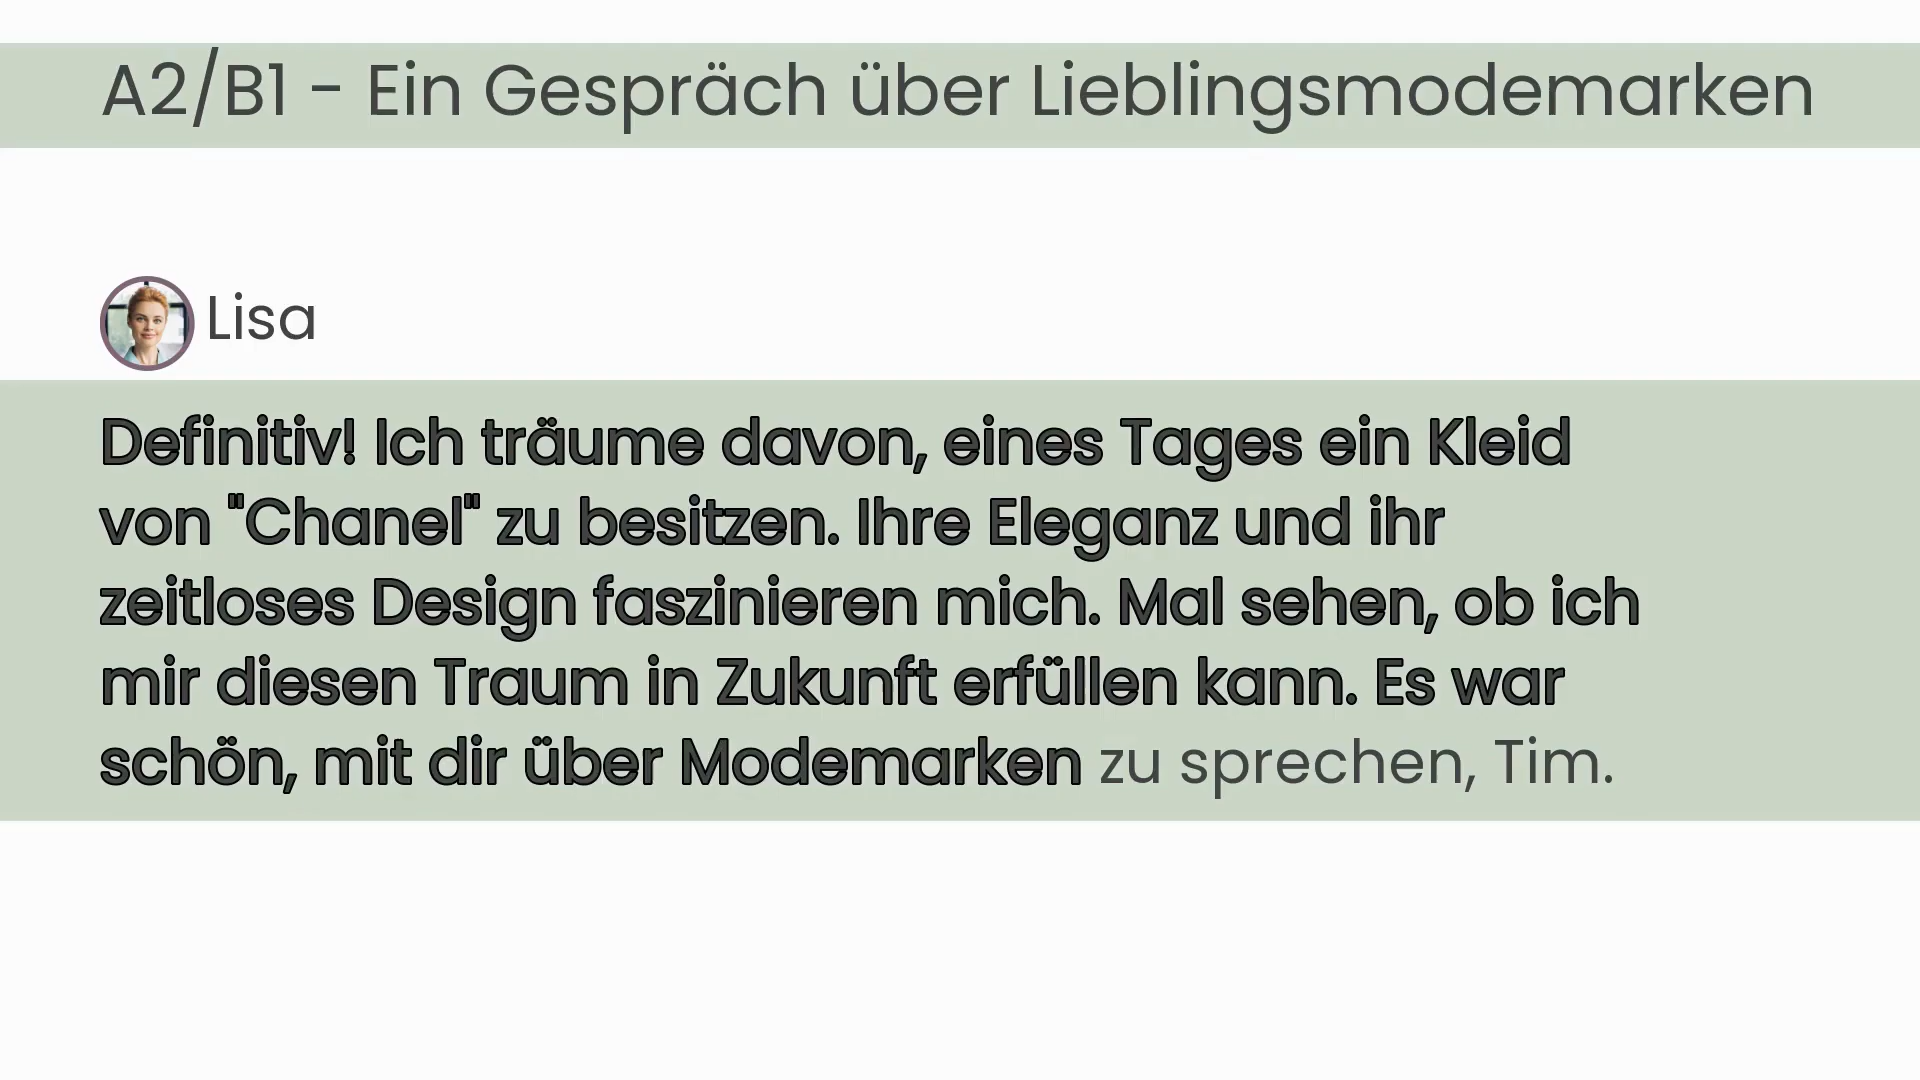 A2/B1 - Ein Gespräch über Lieblingsmodemarken
Lisa
Definitiv! Ich träume davon, eines Tages ein Kleid
von "Chanel" zu besitzen. Ihre Eleganz und ihr
zeitloses Design faszinieren mich. Mal sehen, ob ich
mir diesen Traum in Zukunft erfüllen kann. Es war
schön, mit dir über Modemarken zu sprechen, Tim.